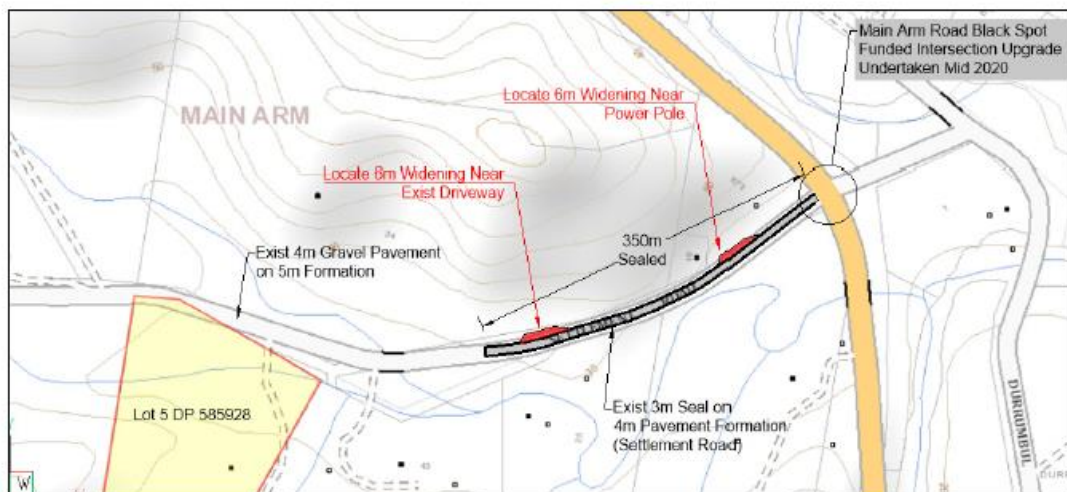 Main Arm Road Black Spot
Funded Intersection Upgrade
Undertaken Mid 2020
MAIN ARM
Locate 6m Widening Near
Power Pole
Locate 6m Widening Near
Exist Driveway
350m
Sealed
Exist 4m Gravel Pavement
on 5m Formation
Lot 5 DP 585928
Exist 3m Seal on
4m Pavement Formation
(Settlement Road)
DURRUMBUL
W